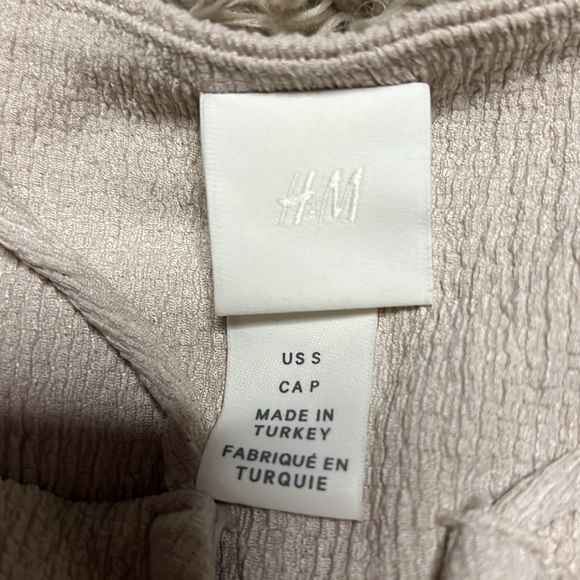 H&M
US S
CA P
MADE IN
TURKEY
FABRIQUÉ EN
TURQUIE